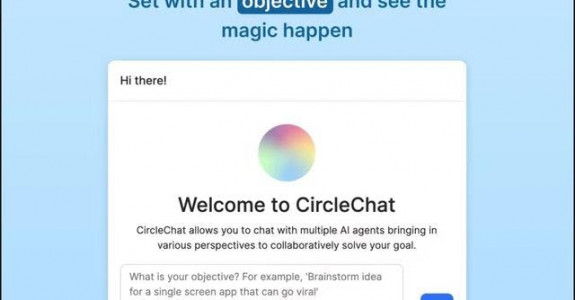 Set with an objective and see the
magic happen
Hi there!
Welcome to CircleChat
CircleChat allows you to chat with multiple AI agents bringing in
various perspectives to collaboratively solve your goal.
What is your objective? For example, 'Brainstorm idea
for a single screen app that can go viral'